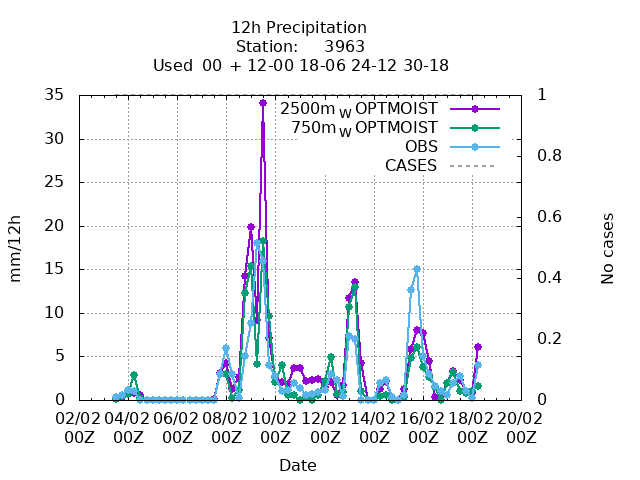 12h Precipitation
Station: 3963
Used 00 + 12-00 18-06 24-12 30-18
35 1
2500m W OPTMOIST
30
750m W OPTMOIST
OBS
0.8
CASES
25
20 0.6
mm/12h
No cases
15 0.4
10
0.2
5
0 0
02/02 04/02 06/02 08/02 10/02 12/02 14/02 16/02 18/02 20/02
00Z 00Z 00Z 00Z 00Z 00Z 00Z 00Z 00Z 00Z
Date